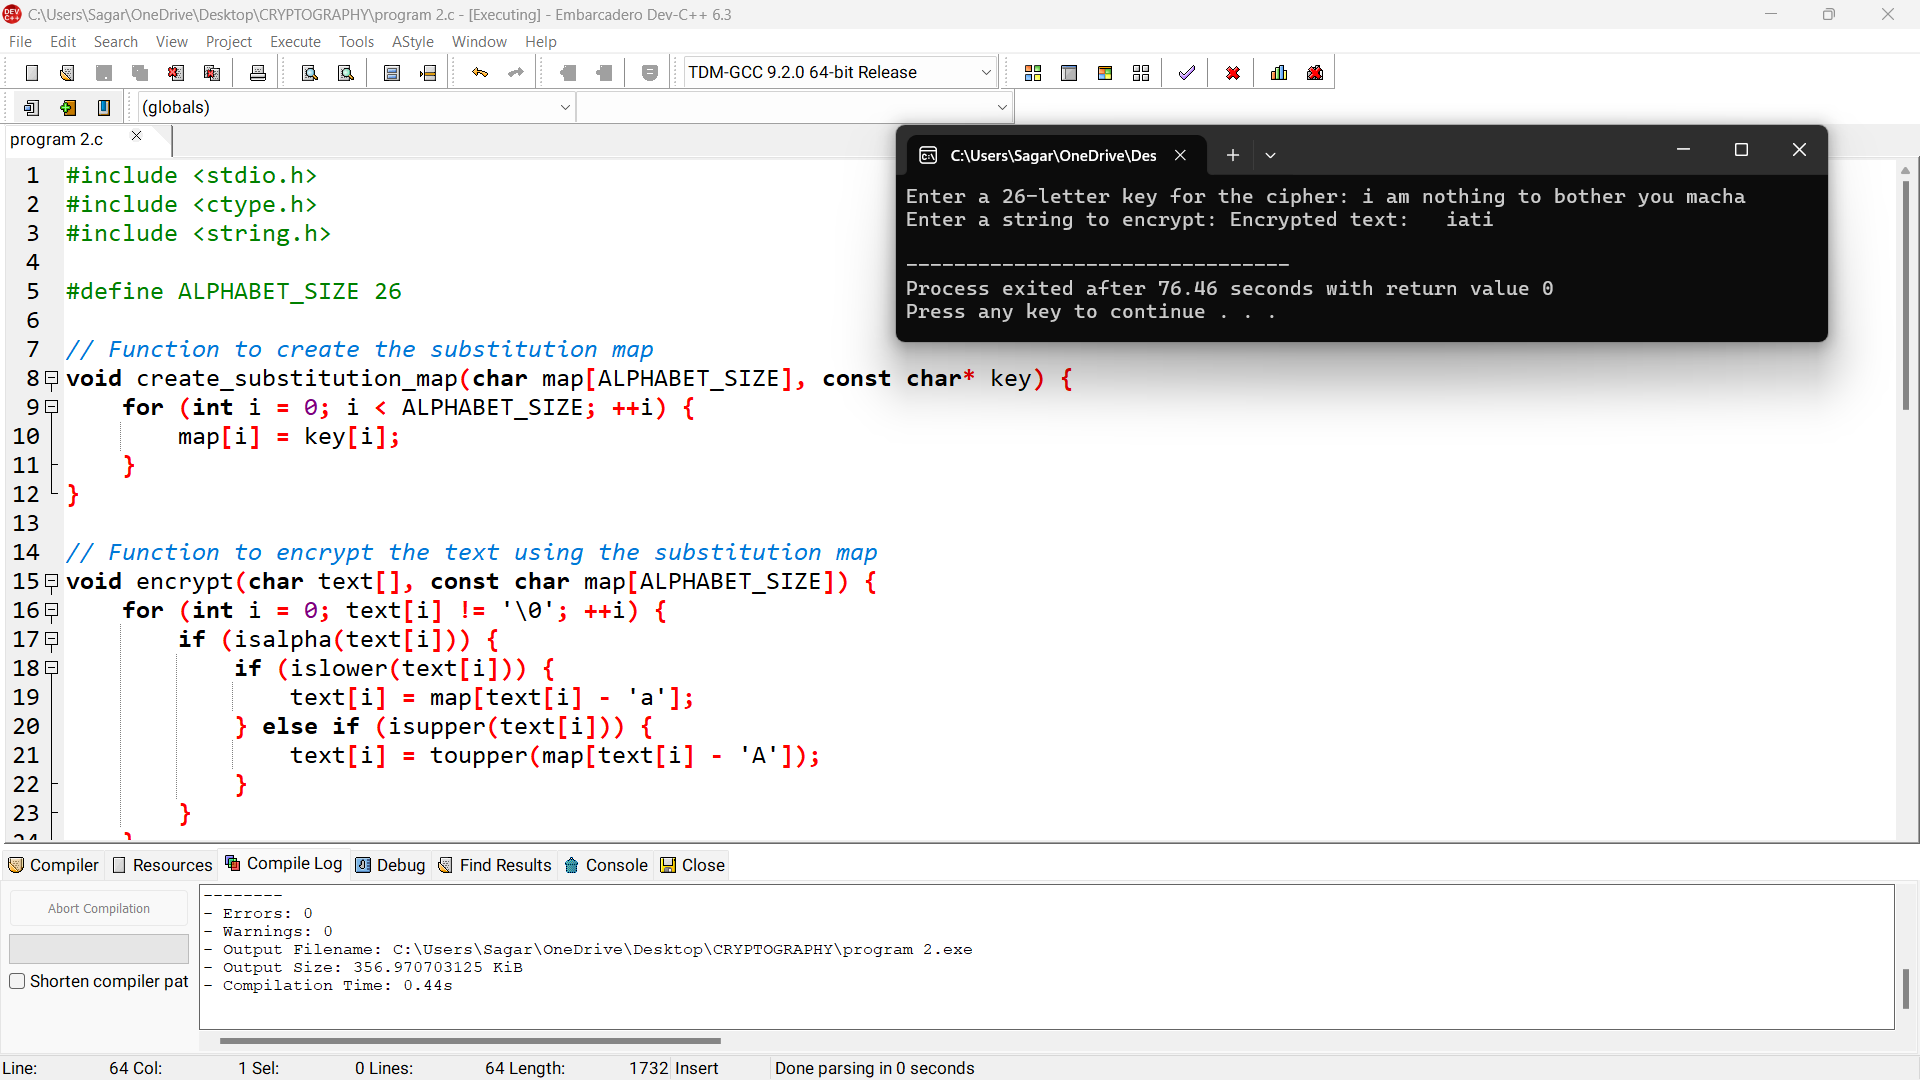 C:\Users\Sagar\OneDrive\Desktop\CRYPTOGRAPHY\program 2.c - [Executing] - Embarcadero Dev-C++ 6.3
File Edit Search View Project Execute Tools AStyle Window Help
TDM-GCC 9.2.0 64-bit Release
(globals)
program 2.c
1 #include <stdio.h>
2 #include <ctype.h>
3 #include <string.h>
4
5 #define ALPHABET_SIZE 26
6
7 // Function to create the substitution map
8 void create_substitution_map(char map[ALPHABET_SIZE], const char* key) {
9 for (int i = 0; i < ALPHABET_SIZE; ++i) {
10 map[i] = key[i];
11 }
12 }
13
14 // Function to encrypt the text using the substitution map
15 void encrypt(char text[], const char map[ALPHABET_SIZE]) {
16 for (int i = 0; text[i] != '\0'; ++i) {
17 if (isalpha(text[i])) {
18 if (islower(text[i])) {
19 text[i] = map[text[i] - 'a'];
20 } else if (isupper(text[i])) {
21 text[i] = toupper(map[text[i] - 'A']);
22 }
23 }
24 }
C:\Users\Sagar\OneDrive\Des
Enter a 26-letter key for the cipher: i am nothing to bother you macha
Enter a string to encrypt: Encrypted text:   iati
--------------------------------
Process exited after 76.46 seconds with return value 0
Press any key to continue . . .
Compiler Resources Compile Log Debug Find Results Console Close
Abort Compilation
Shorten compiler pat
--------
- Errors: 0
- Warnings: 0
- Output Filename: C:\Users\Sagar\OneDrive\Desktop\CRYPTOGRAPHY\program 2.exe
- Output Size: 356.970703125 KiB
- Compilation Time: 0.44s
Line: 64 Col: 1 Sel: 0 Lines: 64 Length: 1732 Insert Done parsing in 0 seconds